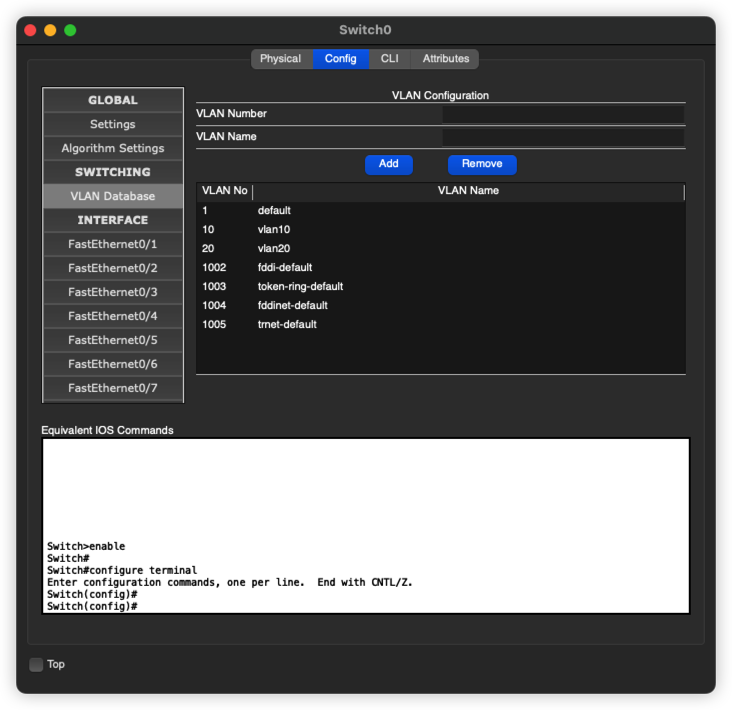 Switch0
Physical Config CLI Attributes
GLOBAL
Settings
Algorithm Settings
SWITCHING
VLAN Database
INTERFACE
FastEthernet0/1
FastEthernet0/2
FastEthernet0/3
FastEthernet0/4
FastEthernet0/5
FastEthernet0/6
FastEthernet0/7
VLAN Configuration
VLAN Number
VLAN Name
Add Remove
VLAN No VLAN Name
1 default
10 vlan10
20 vlan20
1002 fddi-default
1003 token-ring-default
1004 fddinet-default
1005 trnet-default
Equivalent IOS Commands
Switch>enable
Switch#
Switch#configure terminal
Enter configuration commands, one per line.  End with CNTL/Z.
Switch(config)#
Switch(config)#
Top